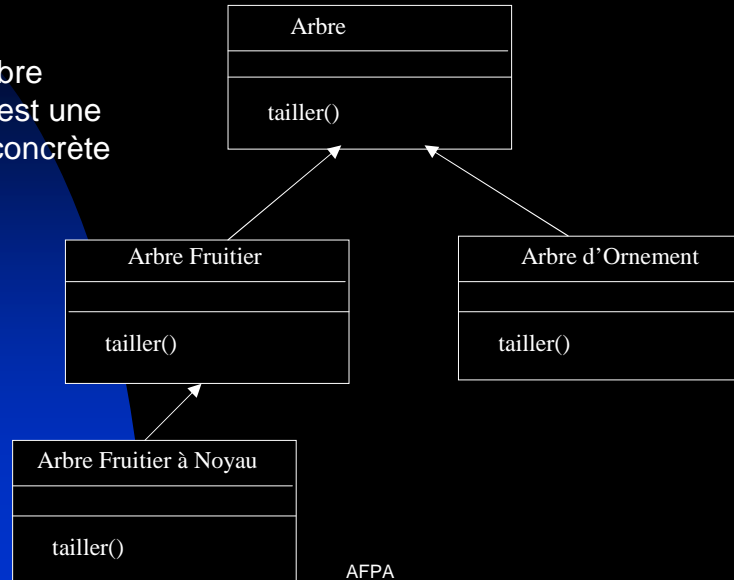 Arbre
tailler()
bre
est une
concrète
Arbre Fruitier
tailler()
Arbre d'Ornement
tailler()
Arbre Fruitier à Noyau
tailler()
AFPA